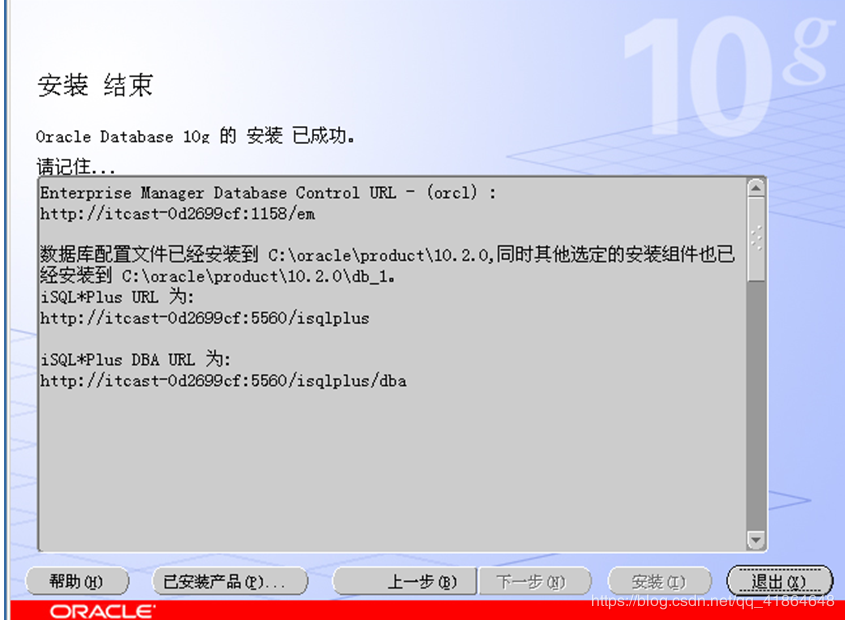 10g
安装 结束
Oracle Database 10g 的 安装 已成功。
请记住...
Enterprise Manager Database Control URL - (orcl) :
http://itcast-0d2699cf:1158/em
数据库配置文件已经安装到 C:\oracle\product\10.2.0,同时其他选定的安装组件也已
经安装到 C:\oracle\product\10.2.0\db_1。
iSQL*Plus URL 为:
http://itcast-0d2699cf:5560/isqlplus
iSQL*Plus DBA URL 为:
http://itcast-0d2699cf:5560/isqlplus/dba
帮助(H) 已安装产品(P)... 上一步(B) 下一步(N) 安装(I) 退出(X)
ORACLE
https://blog.csdn.net/qq_41864648